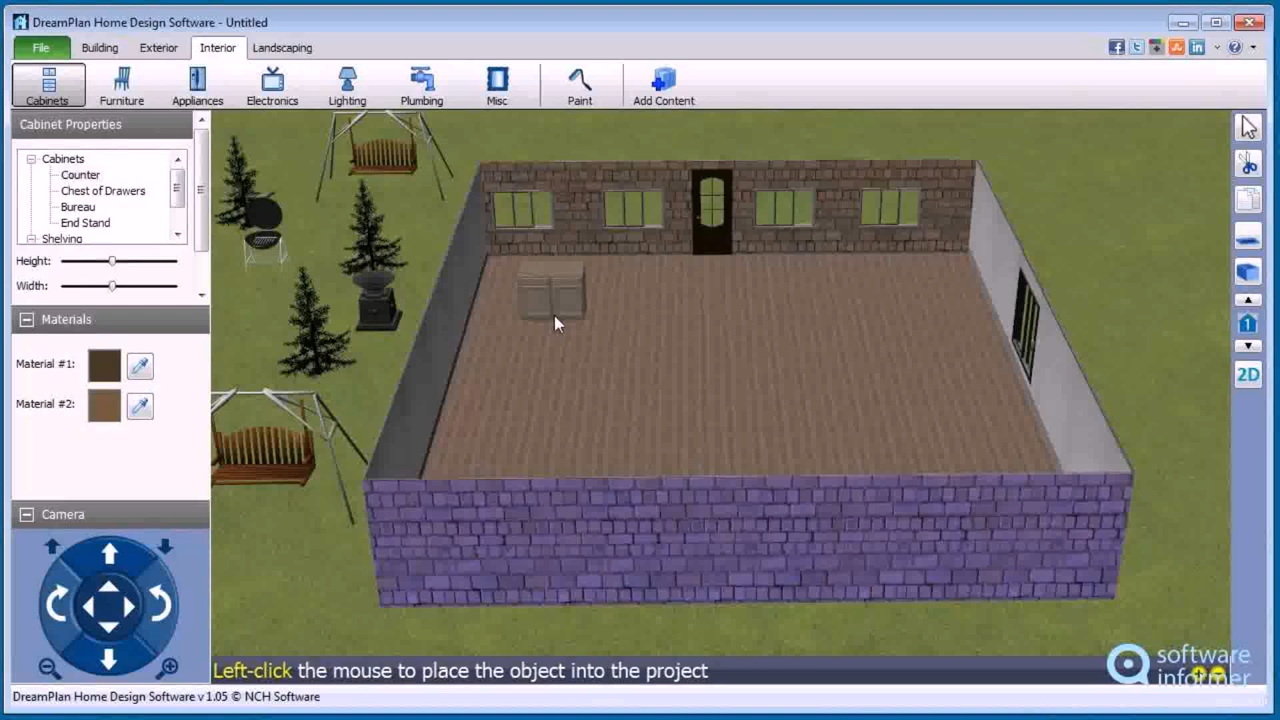 DreamPlan Home Design Software - Untitled
File Building Exterior Interior Landscaping
Cabinets Furniture Appliances Electronics Lighting Plumbing Misc Paint Add Content
Cabinet Properties
Cabinets
Counter
Chest of Drawers
Bureau
End Stand
Shelving
Height:
Width:
Materials
Material #1:
Material #2:
Camera
1
2D
Left-click the mouse to place the object into the project
software
informer
DreamPlan Home Design Software v 1.05 © NCH Software